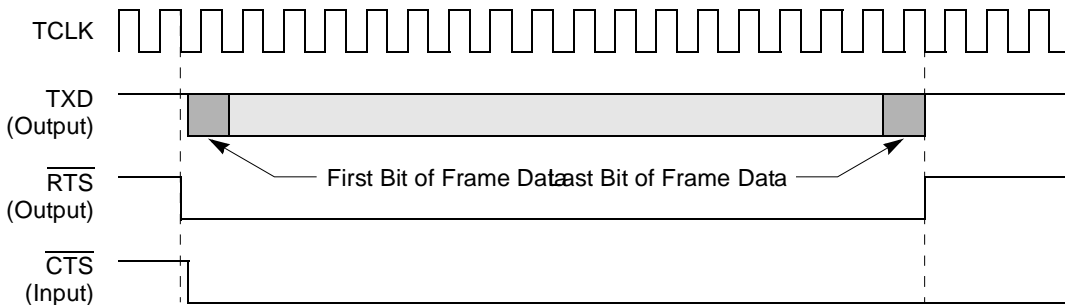 TCLK
TXD
(Output)
First Bit of Frame Data Last Bit of Frame Data
RTS
(Output)
CTS
(Input)